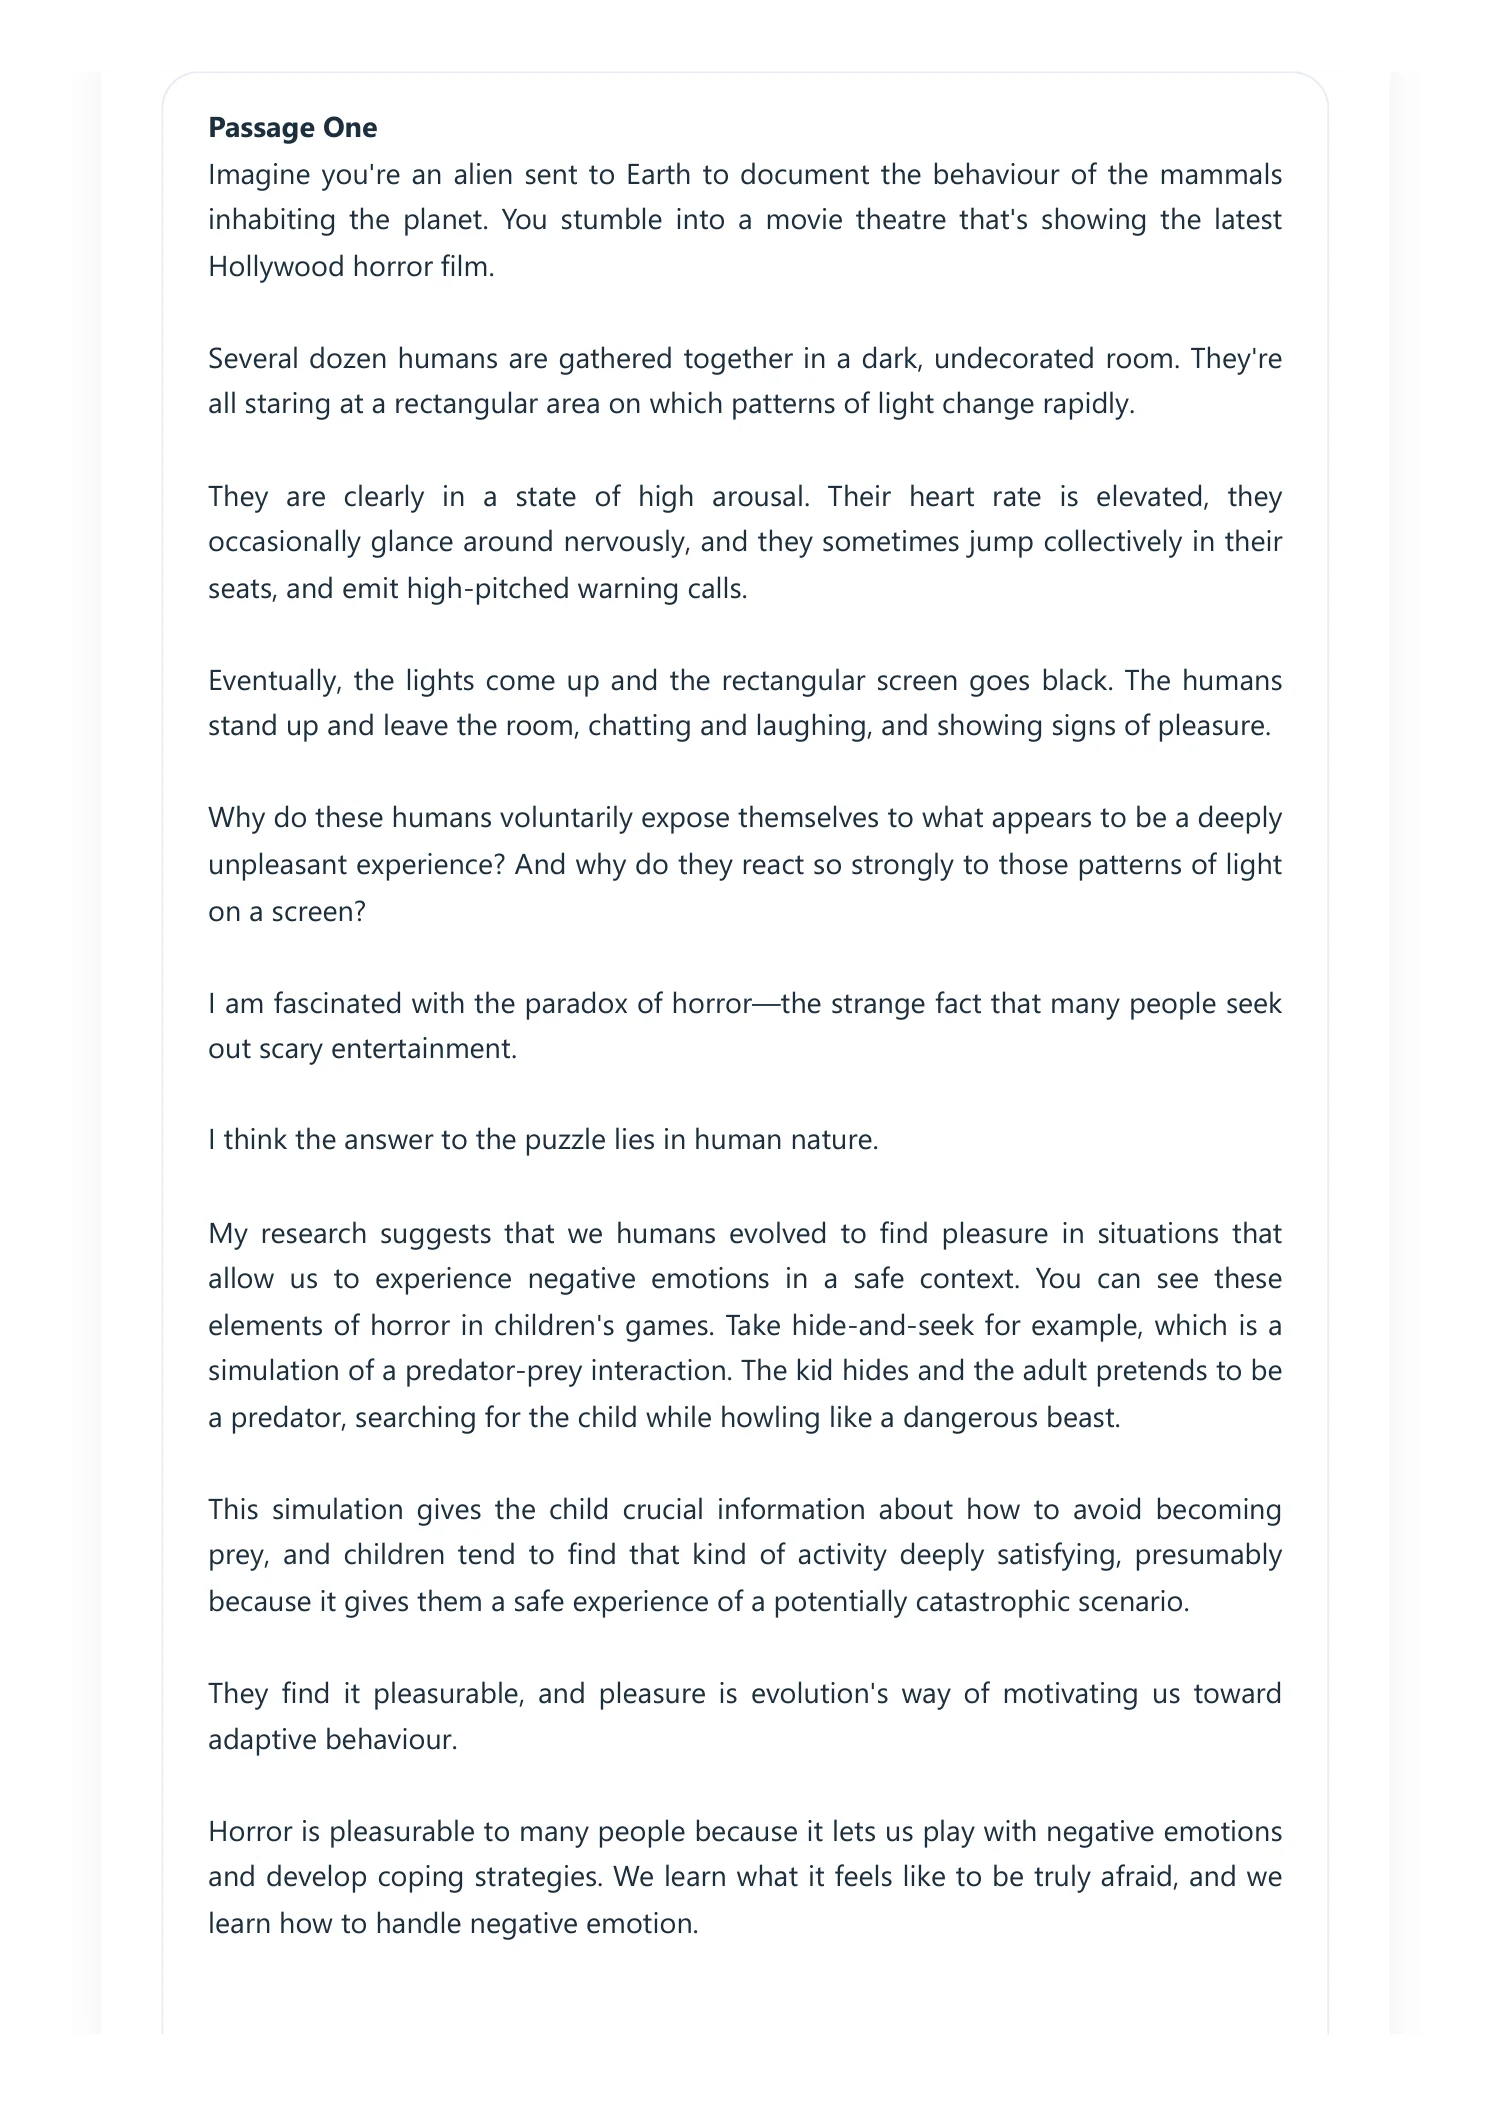 Passage One
Imagine you're an alien sent to Earth to document the behaviour of the mammals
inhabiting the planet. You stumble into a movie theatre that's showing the latest
Hollywood horror film.
Several dozen humans are gathered together in a dark, undecorated room. They're
all staring at a rectangular area on which patterns of light change rapidly.
They are clearly in a state of high arousal. Their heart rate is elevated, they
occasionally glance around nervously, and they sometimes jump collectively in their
seats, and emit high-pitched warning calls.
Eventually, the lights come up and the rectangular screen goes black. The humans
stand up and leave the room, chatting and laughing, and showing signs of pleasure.
Why do these humans voluntarily expose themselves to what appears to be a deeply
unpleasant experience? And why do they react so strongly to those patterns of light
on a screen?
I am fascinated with the paradox of horror—the strange fact that many people seek
out scary entertainment.
I think the answer to the puzzle lies in human nature.
My research suggests that we humans evolved to find pleasure in situations that
allow us to experience negative emotions in a safe context. You can see these
elements of horror in children's games. Take hide-and-seek for example, which is a
simulation of a predator-prey interaction. The kid hides and the adult pretends to be
a predator, searching for the child while howling like a dangerous beast.
This simulation gives the child crucial information about how to avoid becoming
prey, and children tend to find that kind of activity deeply satisfying, presumably
because it gives them a safe experience of a potentially catastrophic scenario.
They find it pleasurable, and pleasure is evolution's way of motivating us toward
adaptive behaviour.
Horror is pleasurable to many people because it lets us play with negative emotions
and develop coping strategies. We learn what it feels like to be truly afraid, and we
learn how to handle negative emotion.